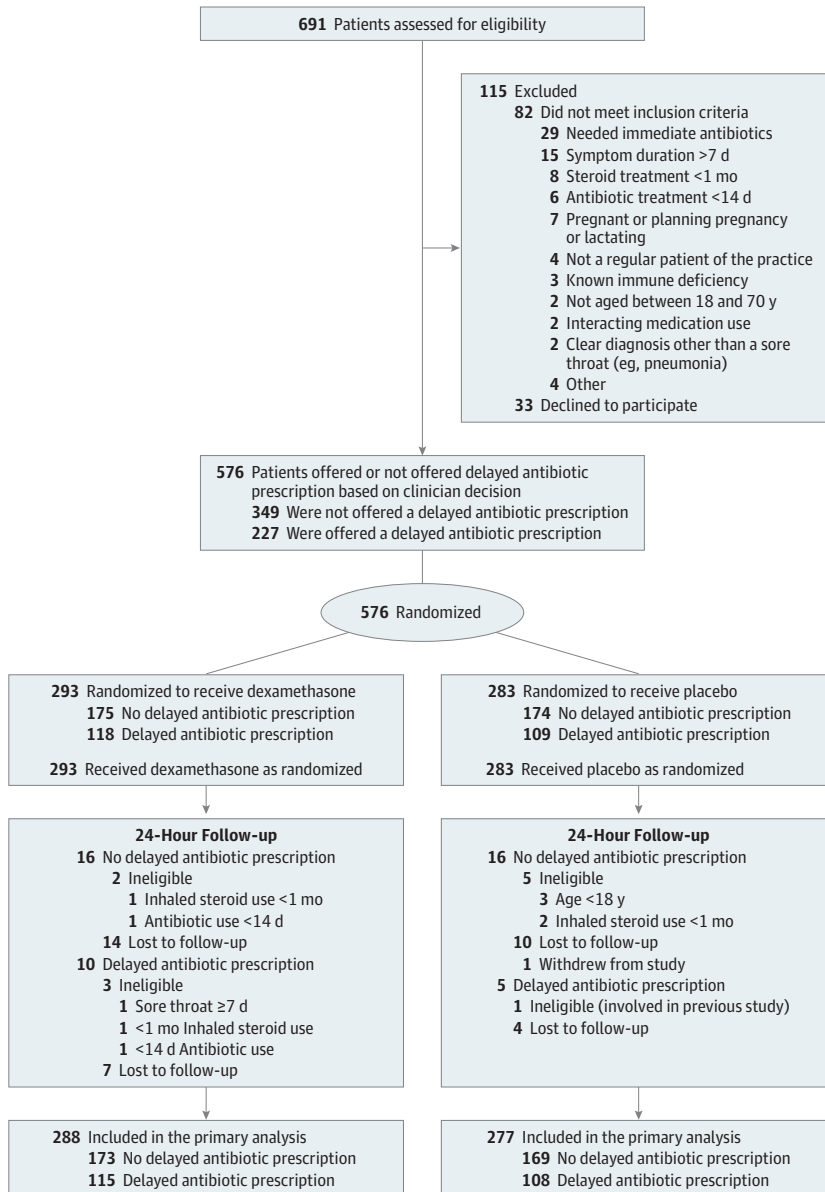 691 Patients assessed for eligibility
115 Excluded
82 Did not meet inclusion criteria
29 Needed immediate antibiotics
15 Symptom duration >7 d
8 Steroid treatment <1 mo
6 Antibiotic treatment <14 d
7 Pregnant or planning pregnancy
or lactating
4 Not a regular patient of the practice
3 Known immune deficiency
2 Not aged between 18 and 70 y
2 Interacting medication use
2 Clear diagnosis other than a sore
throat (eg, pneumonia)
4 Other
33 Declined to participate
576 Patients offered or not offered delayed antibiotic
prescription based on clinician decision
349 Were not offered a delayed antibiotic prescription
227 Were offered a delayed antibiotic prescription
576 Randomized
293 Randomized to receive dexamethasone
175 No delayed antibiotic prescription
118 Delayed antibiotic prescription
293 Received dexamethasone as randomized
283 Randomized to receive placebo
174 No delayed antibiotic prescription
109 Delayed antibiotic prescription
283 Received placebo as randomized
24-Hour Follow-up
16 No delayed antibiotic prescription
2 Ineligible
1 Inhaled steroid use <1 mo
1 Antibiotic use <14 d
14 Lost to follow-up
10 Delayed antibiotic prescription
3 Ineligible
1 Sore throat ≥7 d
1 <1 mo Inhaled steroid use
1 <14 d Antibiotic use
7 Lost to follow-up
24-Hour Follow-up
16 No delayed antibiotic prescription
5 Ineligible
3 Age <18 y
2 Inhaled steroid use <1 mo
10 Lost to follow-up
1 Withdrew from study
5 Delayed antibiotic prescription
1 Ineligible (involved in previous study)
4 Lost to follow-up
288 Included in the primary analysis
173 No delayed antibiotic prescription
115 Delayed antibiotic prescription
277 Included in the primary analysis
169 No delayed antibiotic prescription
108 Delayed antibiotic prescription